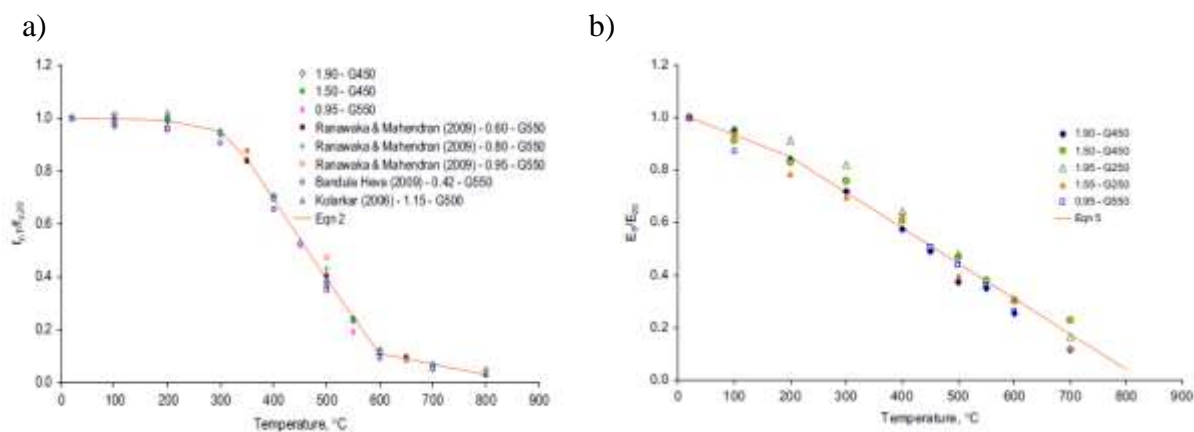 a)
b)
1.2
1.0
0.8
0.6
0.4
0.2
0.0
0 100 200 300 400 500 600 700 800 900
Temperature, °C
1.90 - G450
1.50 - G450
0.95 - G550
Ranawaka & Mahendran (2009) - 0.60 - G550
Ranawaka & Mahendran (2009) - 0.80 - G550
Ranawaka & Mahendran (2009) - 0.95 - G550
Bandula Heva (2009) - 0.42 - G550
Kolarkar (2006) - 1.15 - G500
Eqn 2
E_T/E_20
1.2
1.0
0.8
0.6
0.4
0.2
0.0
0 100 200 300 400 500 600 700 800 900
Temperature, °C
1.90 - G450
1.50 - G450
1.95 - G250
1.55 - G250
0.95 - G550
Eqn 5